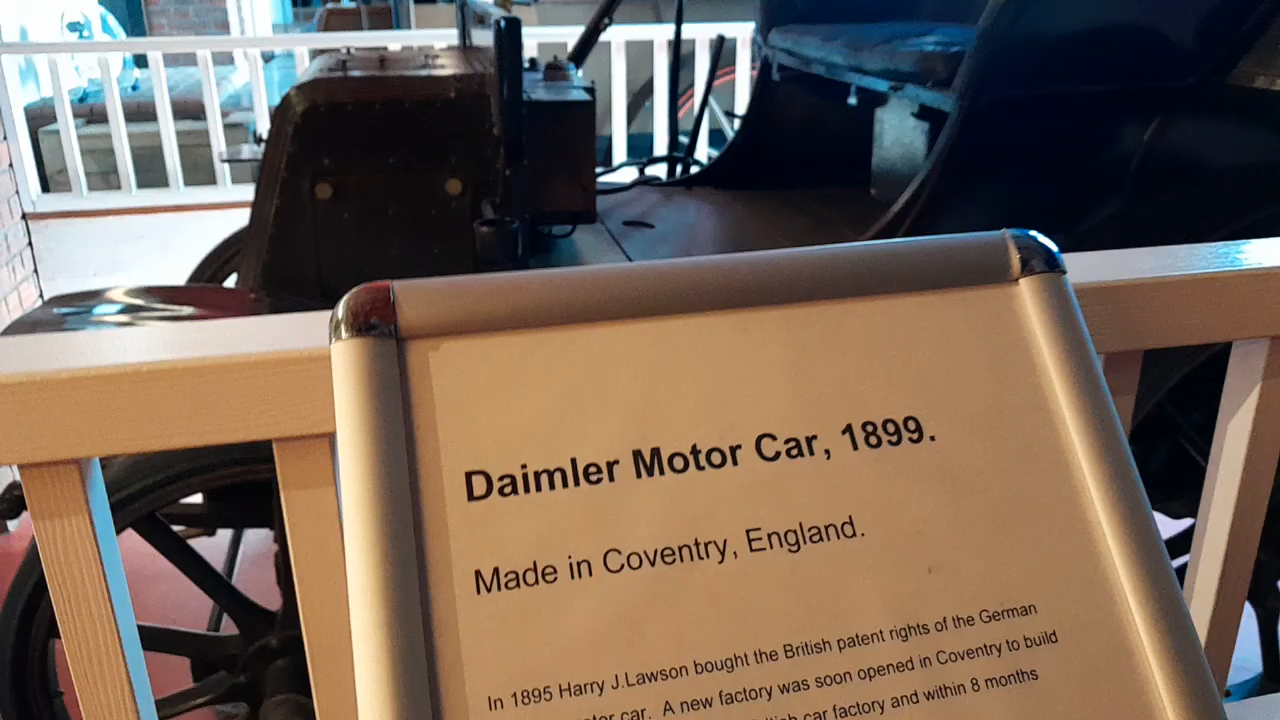 Daimler Motor Car, 1899.
Made in Coventry, England.
In 1895 Harry J.Lawson bought the British patent rights of the German
car. A new factory was soon opened in Coventry to build
car factory and within 8 months